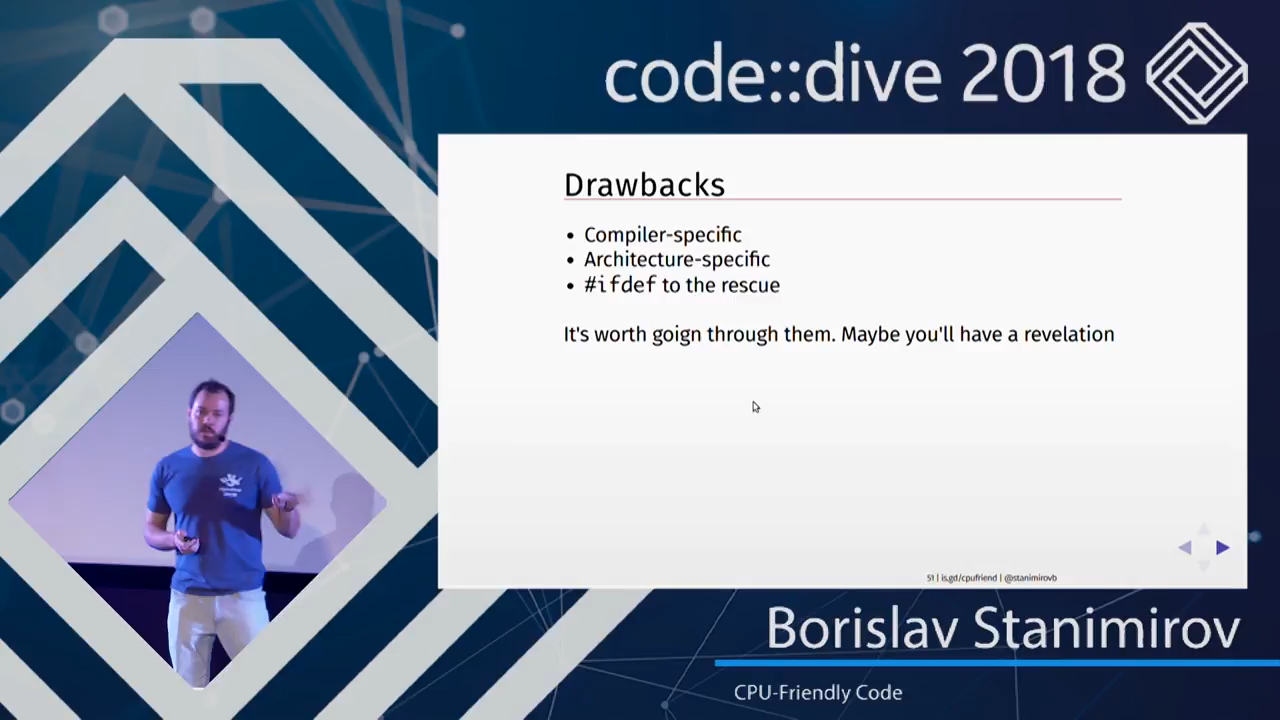 code::dive 2018
Drawbacks
• Compiler-specific
• Architecture-specific
• #ifdef to the rescue
It's worth goign through them. Maybe you'll have a revelation
51 | is.gd/cpufriend | @stanimirovb
Borislav Stanimirov
CPU-Friendly Code